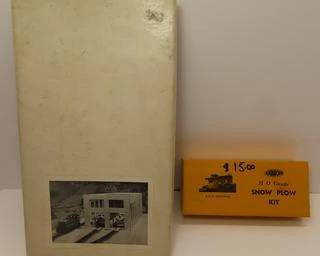 $ 15.00
H O Gauge
SNOW PLOW
KIT